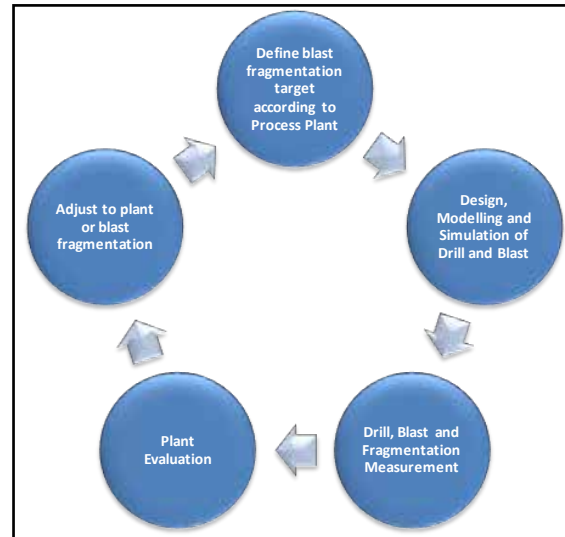 Define blast
fragmentation
target
according to
Process Plant
Design,
Modelling and
Simulation of
Drill and Blast
Drill, Blast and
Fragmentation
Measurement
Plant
Evaluation
Adjust to plant
or blast
fragmentation